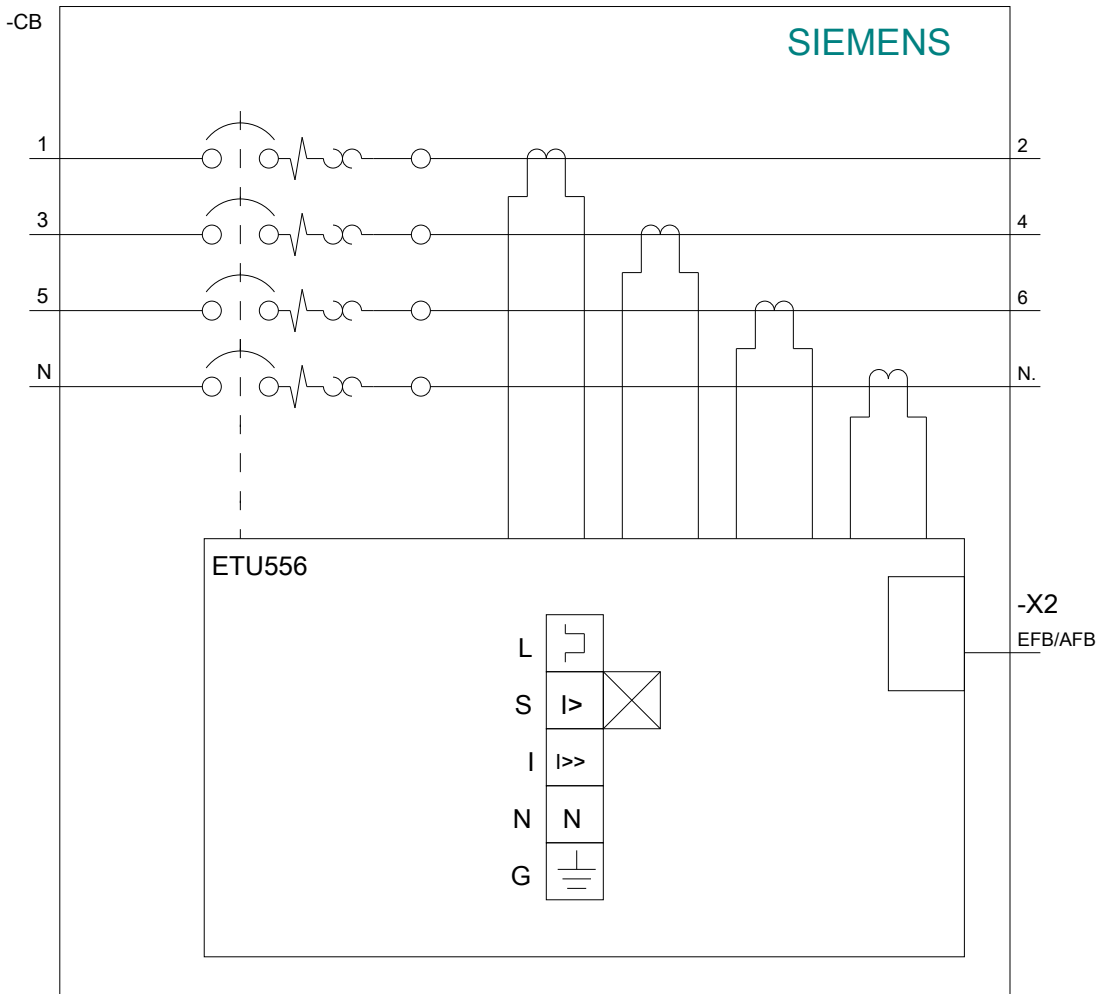 -CB
SIEMENS
1
2
3
4
5
6
N
N.
ETU556
-X2
EFB/AFB
L
S I>
I I>>
N N
G